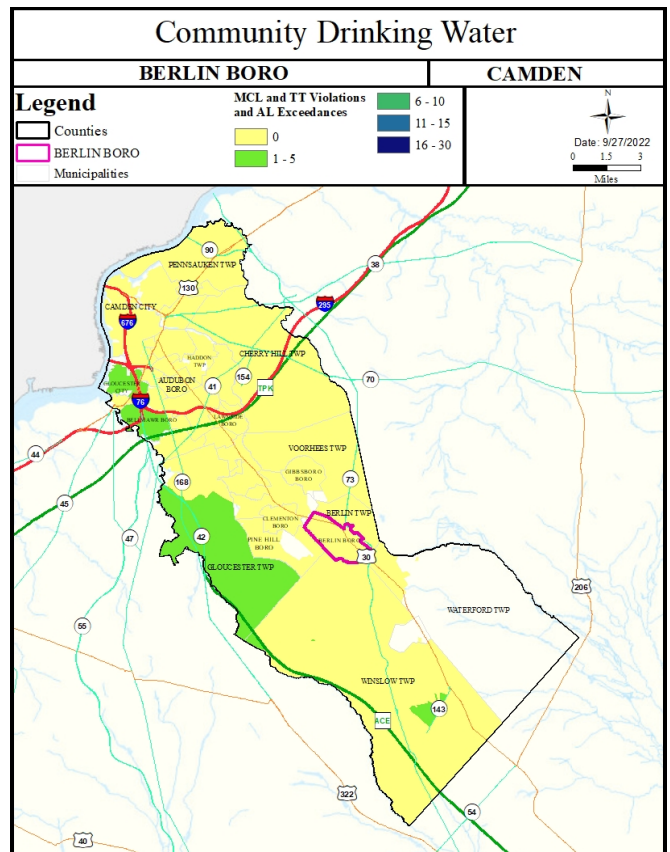 Community Drinking Water
BERLIN BORO
CAMDEN
Legend
Counties
BERLIN BORO
Municipalities
MCL and TT Violations
and AL Exceedances
0
1 - 5
6 - 10
11 - 15
16 - 30
N
Date: 9/27/2022
0 1.5 3
Miles
90
PENNSAUKEN TWP
38
130
CAMDEN CITY
295
676
CHERRY HILL TWP
HADDON
TWP
154
70
GLOUCESTER
CITY
AUDUBON
BORO
41
TPK
76
BELLMAWR BORO
44
VOORHEES TWP
GIBBSBORO
BORO
73
168
45
BERLIN TWP
CLEMENTON
BORO
47
42
PINE HILL
BORO
BERLIN BORO
30
GLOUCESTER TWP
206
WATERFORD TWP
55
WINSLOW TWP
143
ACE
322
54
40